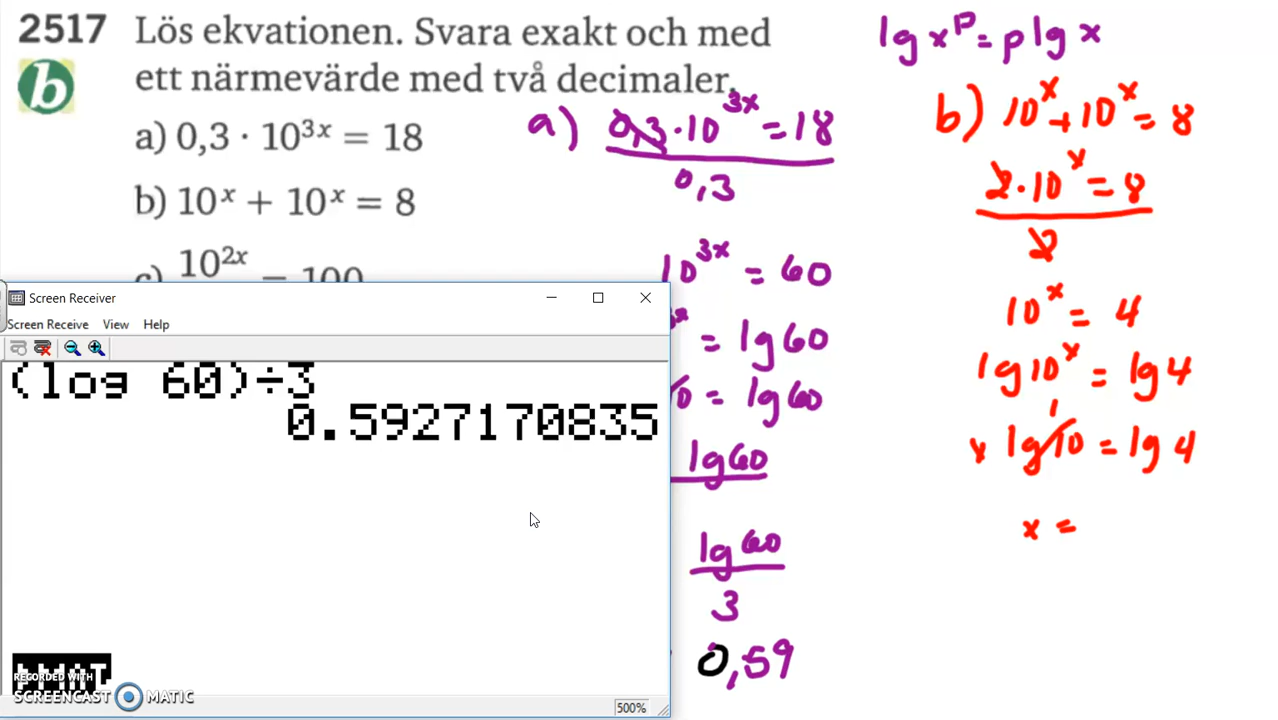 2517 Lös ekvationen. Svara exakt och med
b ett närmevärde med två decimaler.
a) 0,3 · 10^{3x} = 18
b) 10^x + 10^x = 8
10^{2x}
a) 0,3 · 10^{3x} = 18
0,3
10^{3x} = 60
= lg 60
= lg 60
lg 60
lg 60
3
0,59
lg x^p = p lg x
b) 10^x + 10^x = 8
2 · 10^x = 8
2
10^x = 4
lg 10^x = lg 4
1
x lg 10 = lg 4
x =
Screen Receiver
Screen Receive View Help
(log 60)÷3
0.5927170835
RECORDED WITH
SCREENCAST MATIC
500%